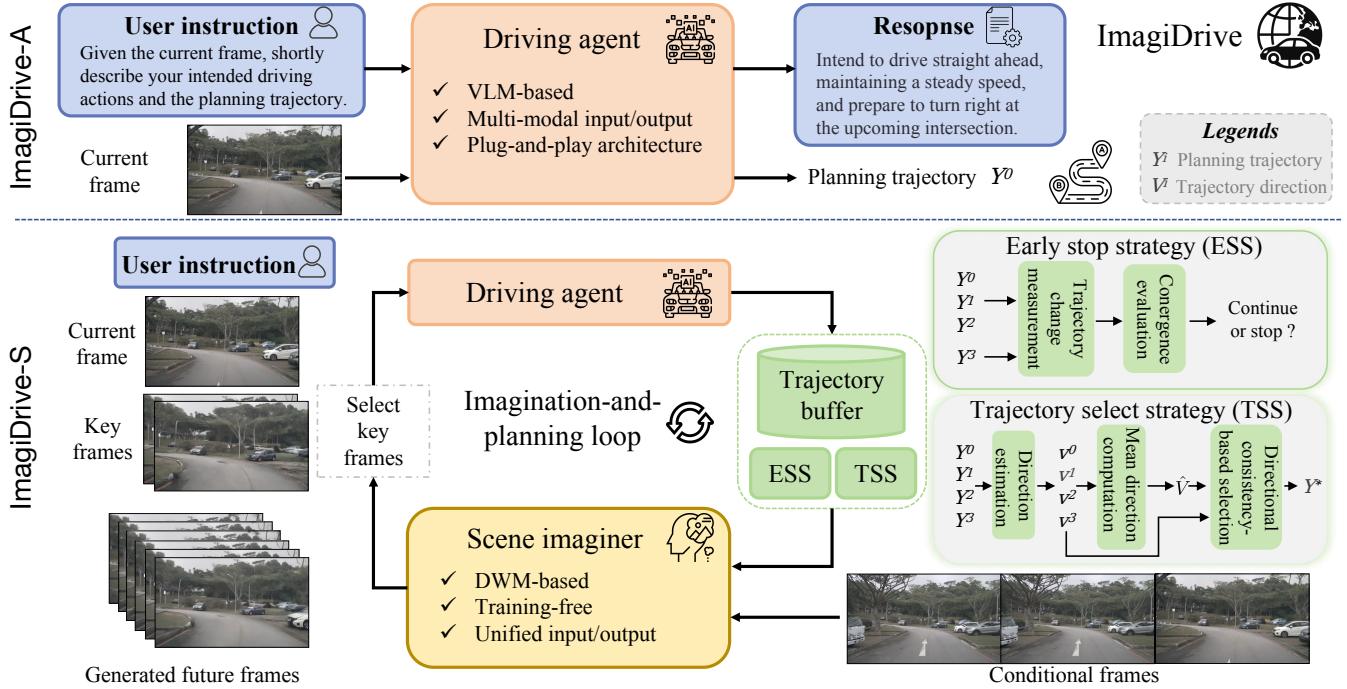 ImagiDrive-A
User instruction
Given the current frame, shortly
describe your intended driving
actions and the planning trajectory.
Current
frame
Driving agent
✓ VLM-based
✓ Multi-modal input/output
✓ Plug-and-play architecture
AI
Resopnse
Intend to drive straight ahead,
maintaining a steady speed,
and prepare to turn right at
the upcoming intersection.
Planning trajectory Y⁰
A
B
ImagiDrive
Legends
Yⁱ Planning trajectory
Vⁱ Trajectory direction
ImagiDrive-S
User instruction
Current
frame
Key
frames
Generated future frames
Select
key
frames
Driving agent
AI
Imagination-and-
planning loop
Scene imaginer
✓ DWM-based
✓ Training-free
✓ Unified input/output
Trajectory
buffer
ESS
TSS
Early stop strategy (ESS)
Y⁰
Y¹
Y²
Y³
Trajectory
change
measurement
Conergence
evaluation
Continue
or stop ?
Trajectory select strategy (TSS)
Y⁰
Y¹
Y²
Y³
Direction
estimation
v⁰
v¹
v²
v³
Mean direction
computation
V̂
Directional
consistency-
based selection
Y*
Conditional frames